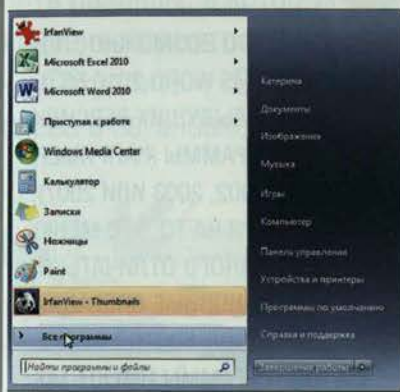 IrfanView
Microsoft Excel 2010
Microsoft Word 2010
Приступая к работе
Windows Media Center
Калькулятор
Записки
Ножницы
Paint
IrfanView - Thumbnails
Все программы
Найти программы и файлы
Катерина
Документы
Изображения
Музыка
Игры
Компьютер
Панель управления
Устройства и принтеры
Программы по умолчанию
Справка и поддержка
Завершение работы